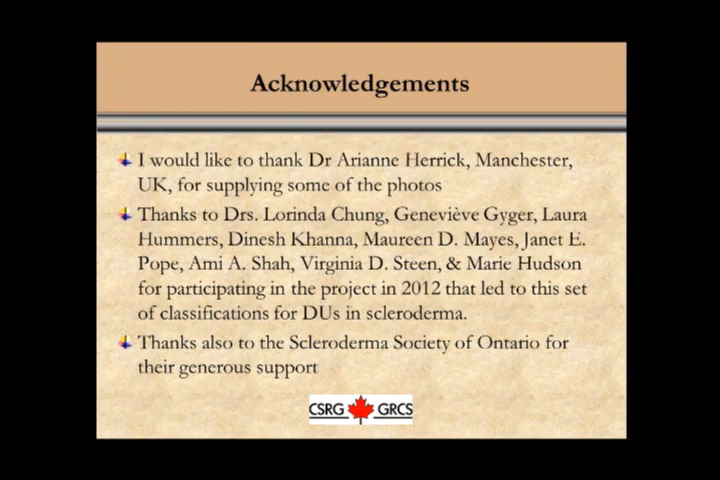 Acknowledgements
I would like to thank Dr Arianne Herrick, Manchester,
UK, for supplying some of the photos
Thanks to Drs. Lorinda Chung, Geneviève Gyger, Laura
Hummers, Dinesh Khanna, Maureen D. Mayes, Janet E.
Pope, Ami A. Shah, Virginia D. Steen, & Marie Hudson
for participating in the project in 2012 that led to this set
of classifications for DUs in scleroderma.
Thanks also to the Scleroderma Society of Ontario for
their generous support
CSRG GRCS